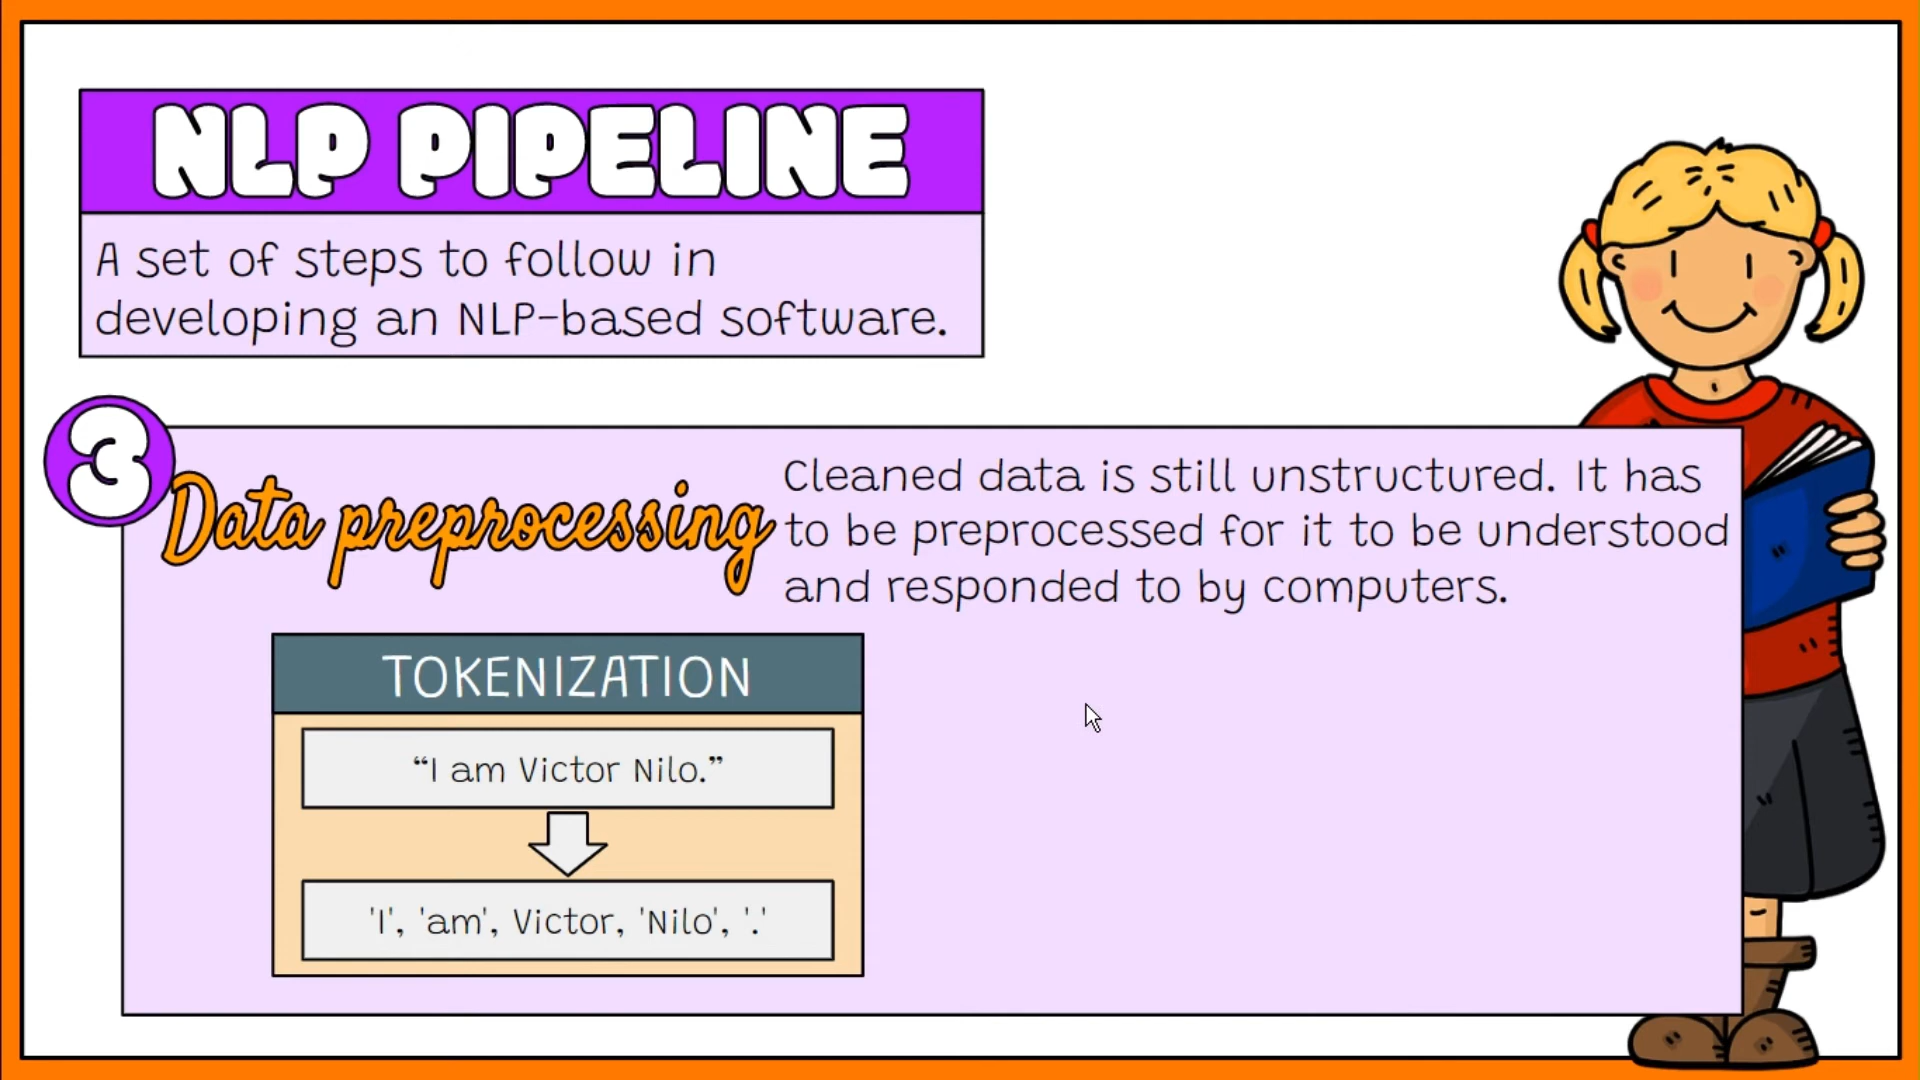 NLP PIPELINE
A set of steps to follow in
developing an NLP-based software.
3
Data preprocessing
Cleaned data is still unstructured. It has
to be preprocessed for it to be understood
and responded to by computers.
TOKENIZATION
“I am Victor Nilo.”
'I', 'am', Victor, 'Nilo', '.'